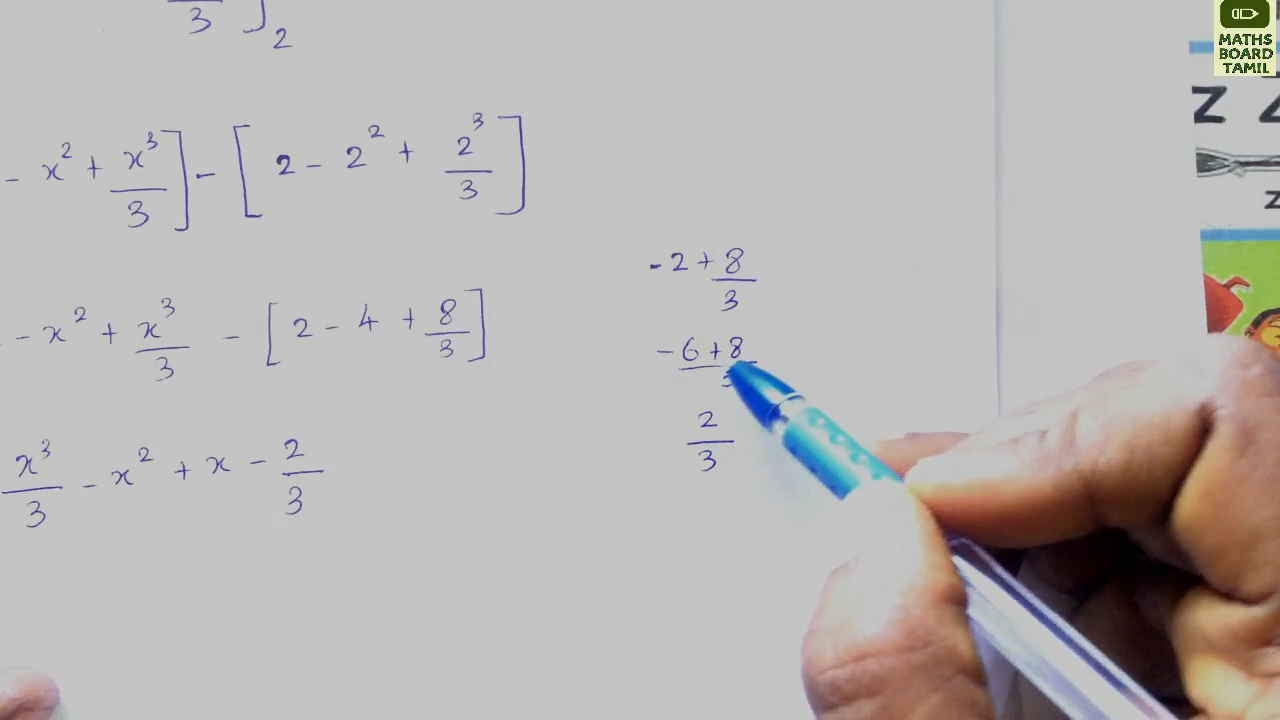 3 ]₂
MATHS
BOARD
TAMIL
- x² + x³/3 ] - [ 2 - 2² + 2³/3 ]
Z Z
z
-2 + 8/3
- x² + x³/3 - [ 2 - 4 + 8/3 ]
-6+8/3
2/3
x³/3 - x² + x - 2/3